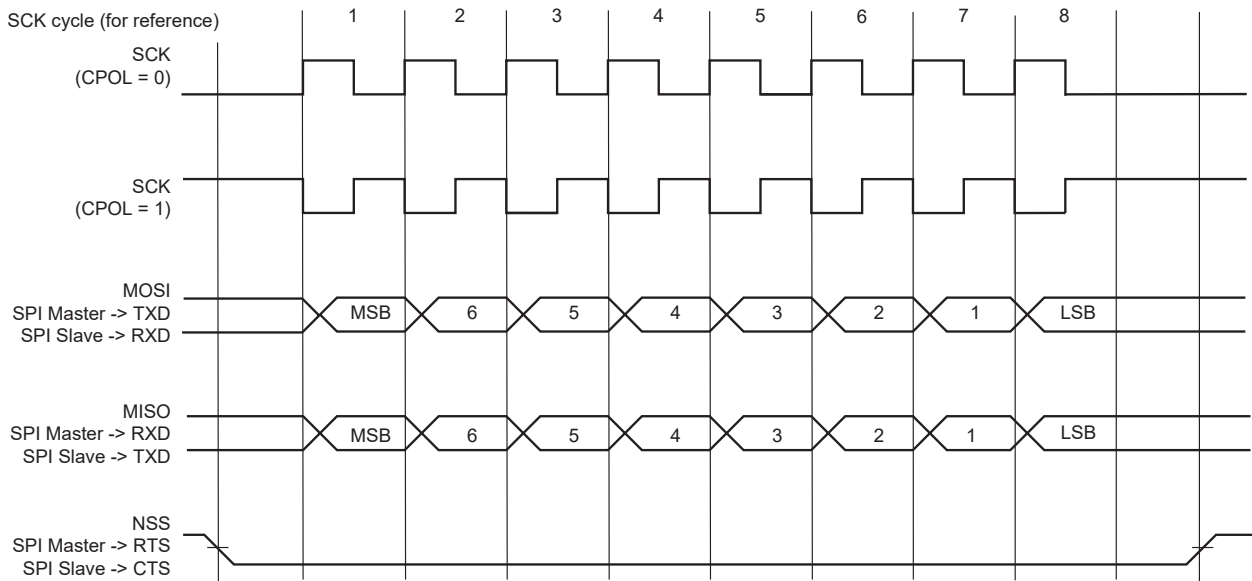 SCK cycle (for reference)
1 2 3 4 5 6 7 8
SCK
(CPOL = 0)
SCK
(CPOL = 1)
MOSI
SPI Master -> TXD
SPI Slave -> RXD
MSB 6 5 4 3 2 1 LSB
MISO
SPI Master -> RXD
SPI Slave -> TXD
MSB 6 5 4 3 2 1 LSB
NSS
SPI Master -> RTS
SPI Slave -> CTS